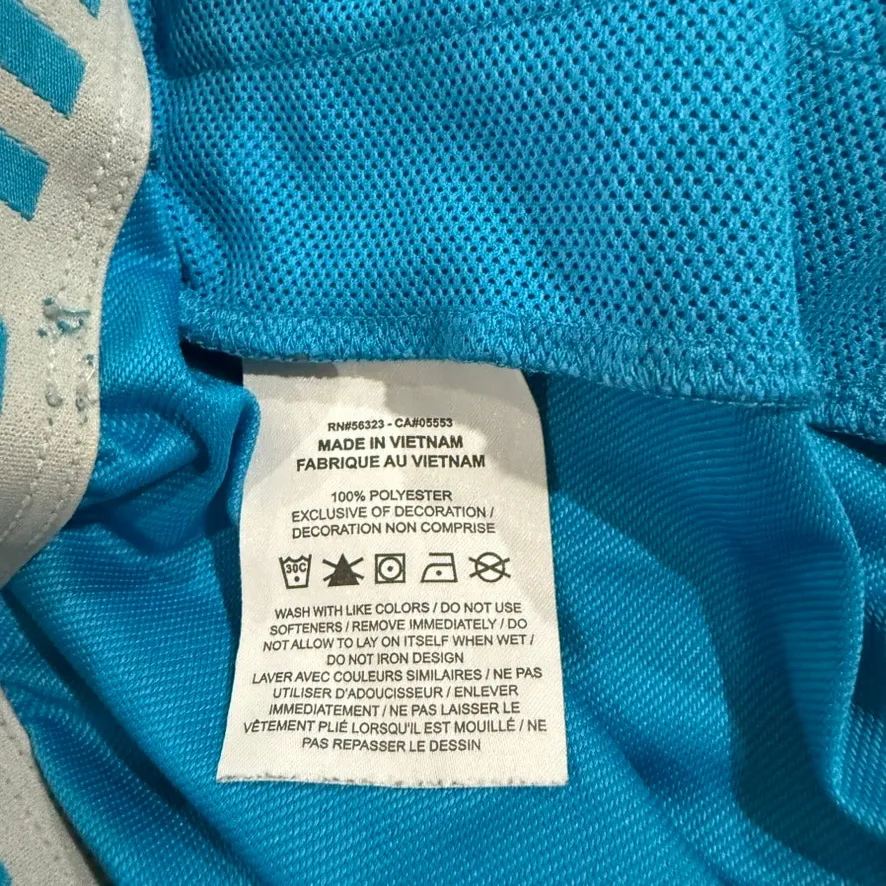 RN#56323 - CA#05553
MADE IN VIETNAM
FABRIQUE AU VIETNAM
100% POLYESTER
EXCLUSIVE OF DECORATION /
DECORATION NON COMPRISE
30C
WASH WITH LIKE COLORS / DO NOT USE
SOFTENERS / REMOVE IMMEDIATELY / DO
NOT ALLOW TO LAY ON ITSELF WHEN WET /
DO NOT IRON DESIGN
LAVER AVEC COULEURS SIMILAIRES / NE PAS
UTILISER D'ADOUCISSEUR / ENLEVER
IMMEDIATEMENT / NE PAS LAISSER LE
VÊTEMENT PLIÉ LORSQU'IL EST MOUILLÉ / NE
PAS REPASSER LE DESSIN